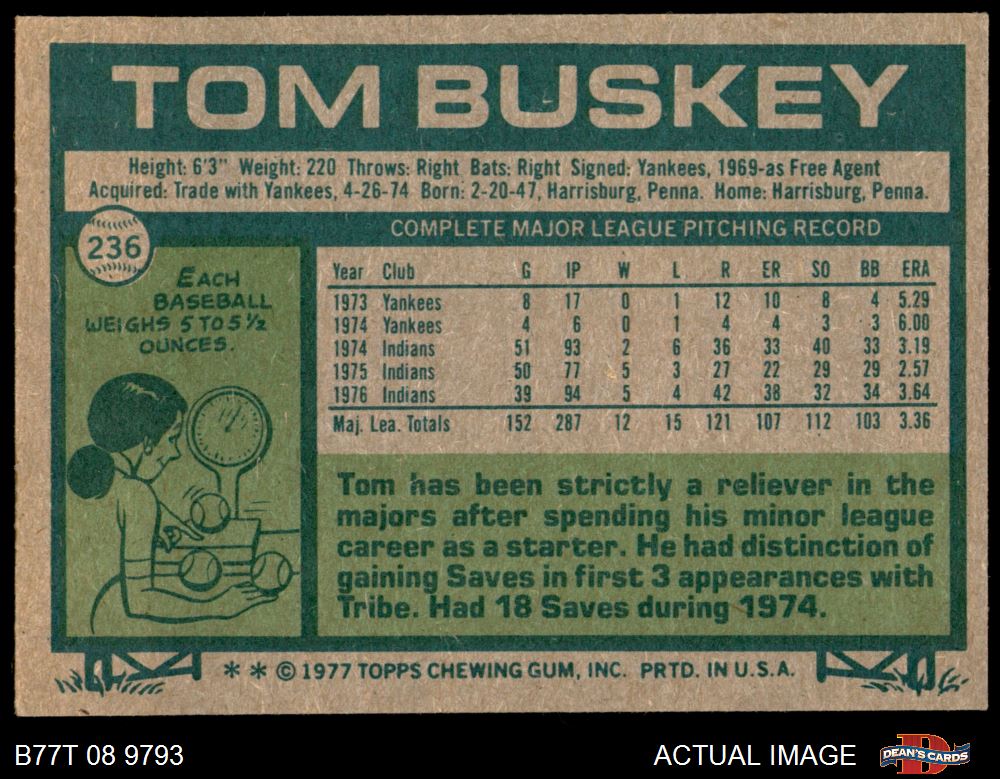 TOM BUSKEY
Height: 6'3" Weight: 220 Throws: Right Bats: Right Signed: Yankees, 1969-as Free Agent
Acquired: Trade with Yankees, 4-26-74 Born: 2-20-47, Harrisburg, Penna. Home: Harrisburg, Penna.
236
EACH
BASEBALL
WEIGHS 5 TO 5½
OUNCES.
COMPLETE MAJOR LEAGUE PITCHING RECORD
Year Club G IP W L R ER SO BB ERA
1973 Yankees 8 17 0 1 12 10 8 4 5.29
1974 Yankees 4 6 0 1 4 4 3 3 6.00
1974 Indians 51 93 2 6 36 33 40 33 3.19
1975 Indians 50 77 5 3 27 22 29 29 2.57
1976 Indians 39 94 5 4 42 38 32 34 3.64
Maj. Lea. Totals 152 287 12 15 121 107 112 103 3.36
Tom has been strictly a reliever in the
majors after spending his minor league
career as a starter. He had distinction of
gaining Saves in first 3 appearances with
Tribe. Had 18 Saves during 1974.
** © 1977 TOPPS CHEWING GUM, INC. PRTD. IN U.S.A.
B77T 08 9793
ACTUAL IMAGE
DEAN'S CARDS